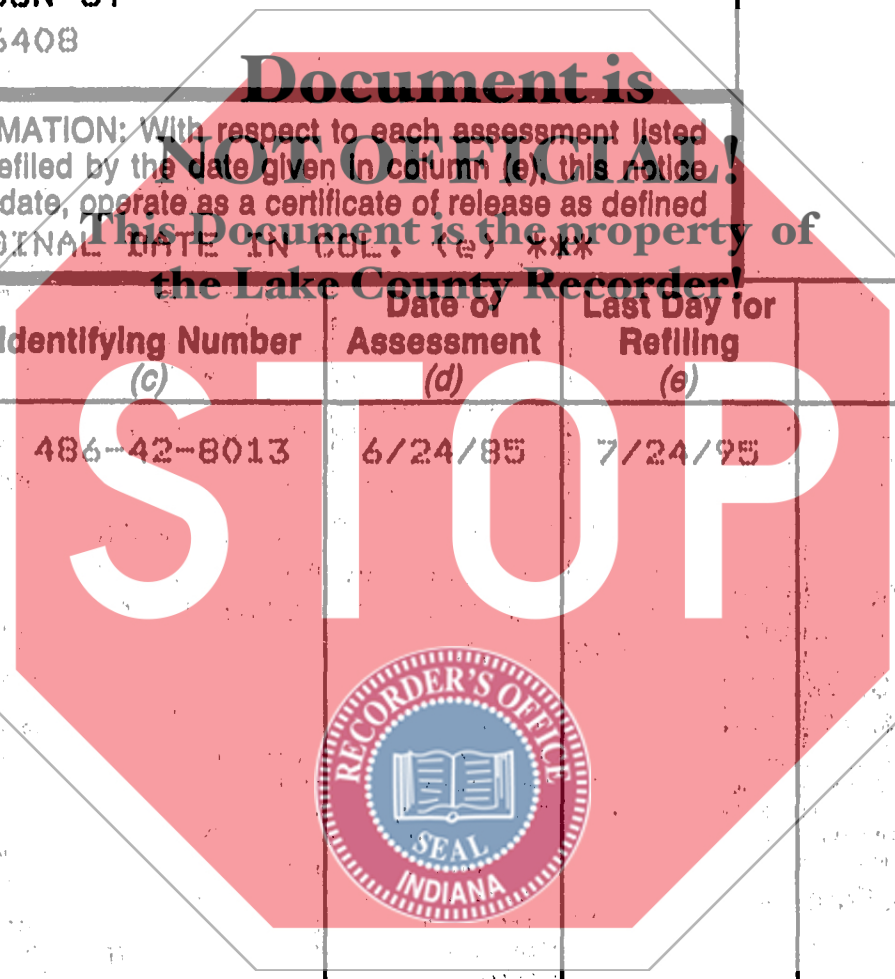 6408
Document is
MATION: With respect to each assessment listed
NOT OFFICIAL!
efiled by the date given in column (e), this notice
date, operate as a certificate of release as defined
This Document is the property of
DATE IN COL. (e) ***
the Lake County Recorder!
Identifying Number
(c)
Date of
Assessment
(d)
Last Day for
Refiling
(e)
486-42-8013 6/24/85 7/24/95
STOP
RECORDER'S OFFICE
SEAL
INDIANA